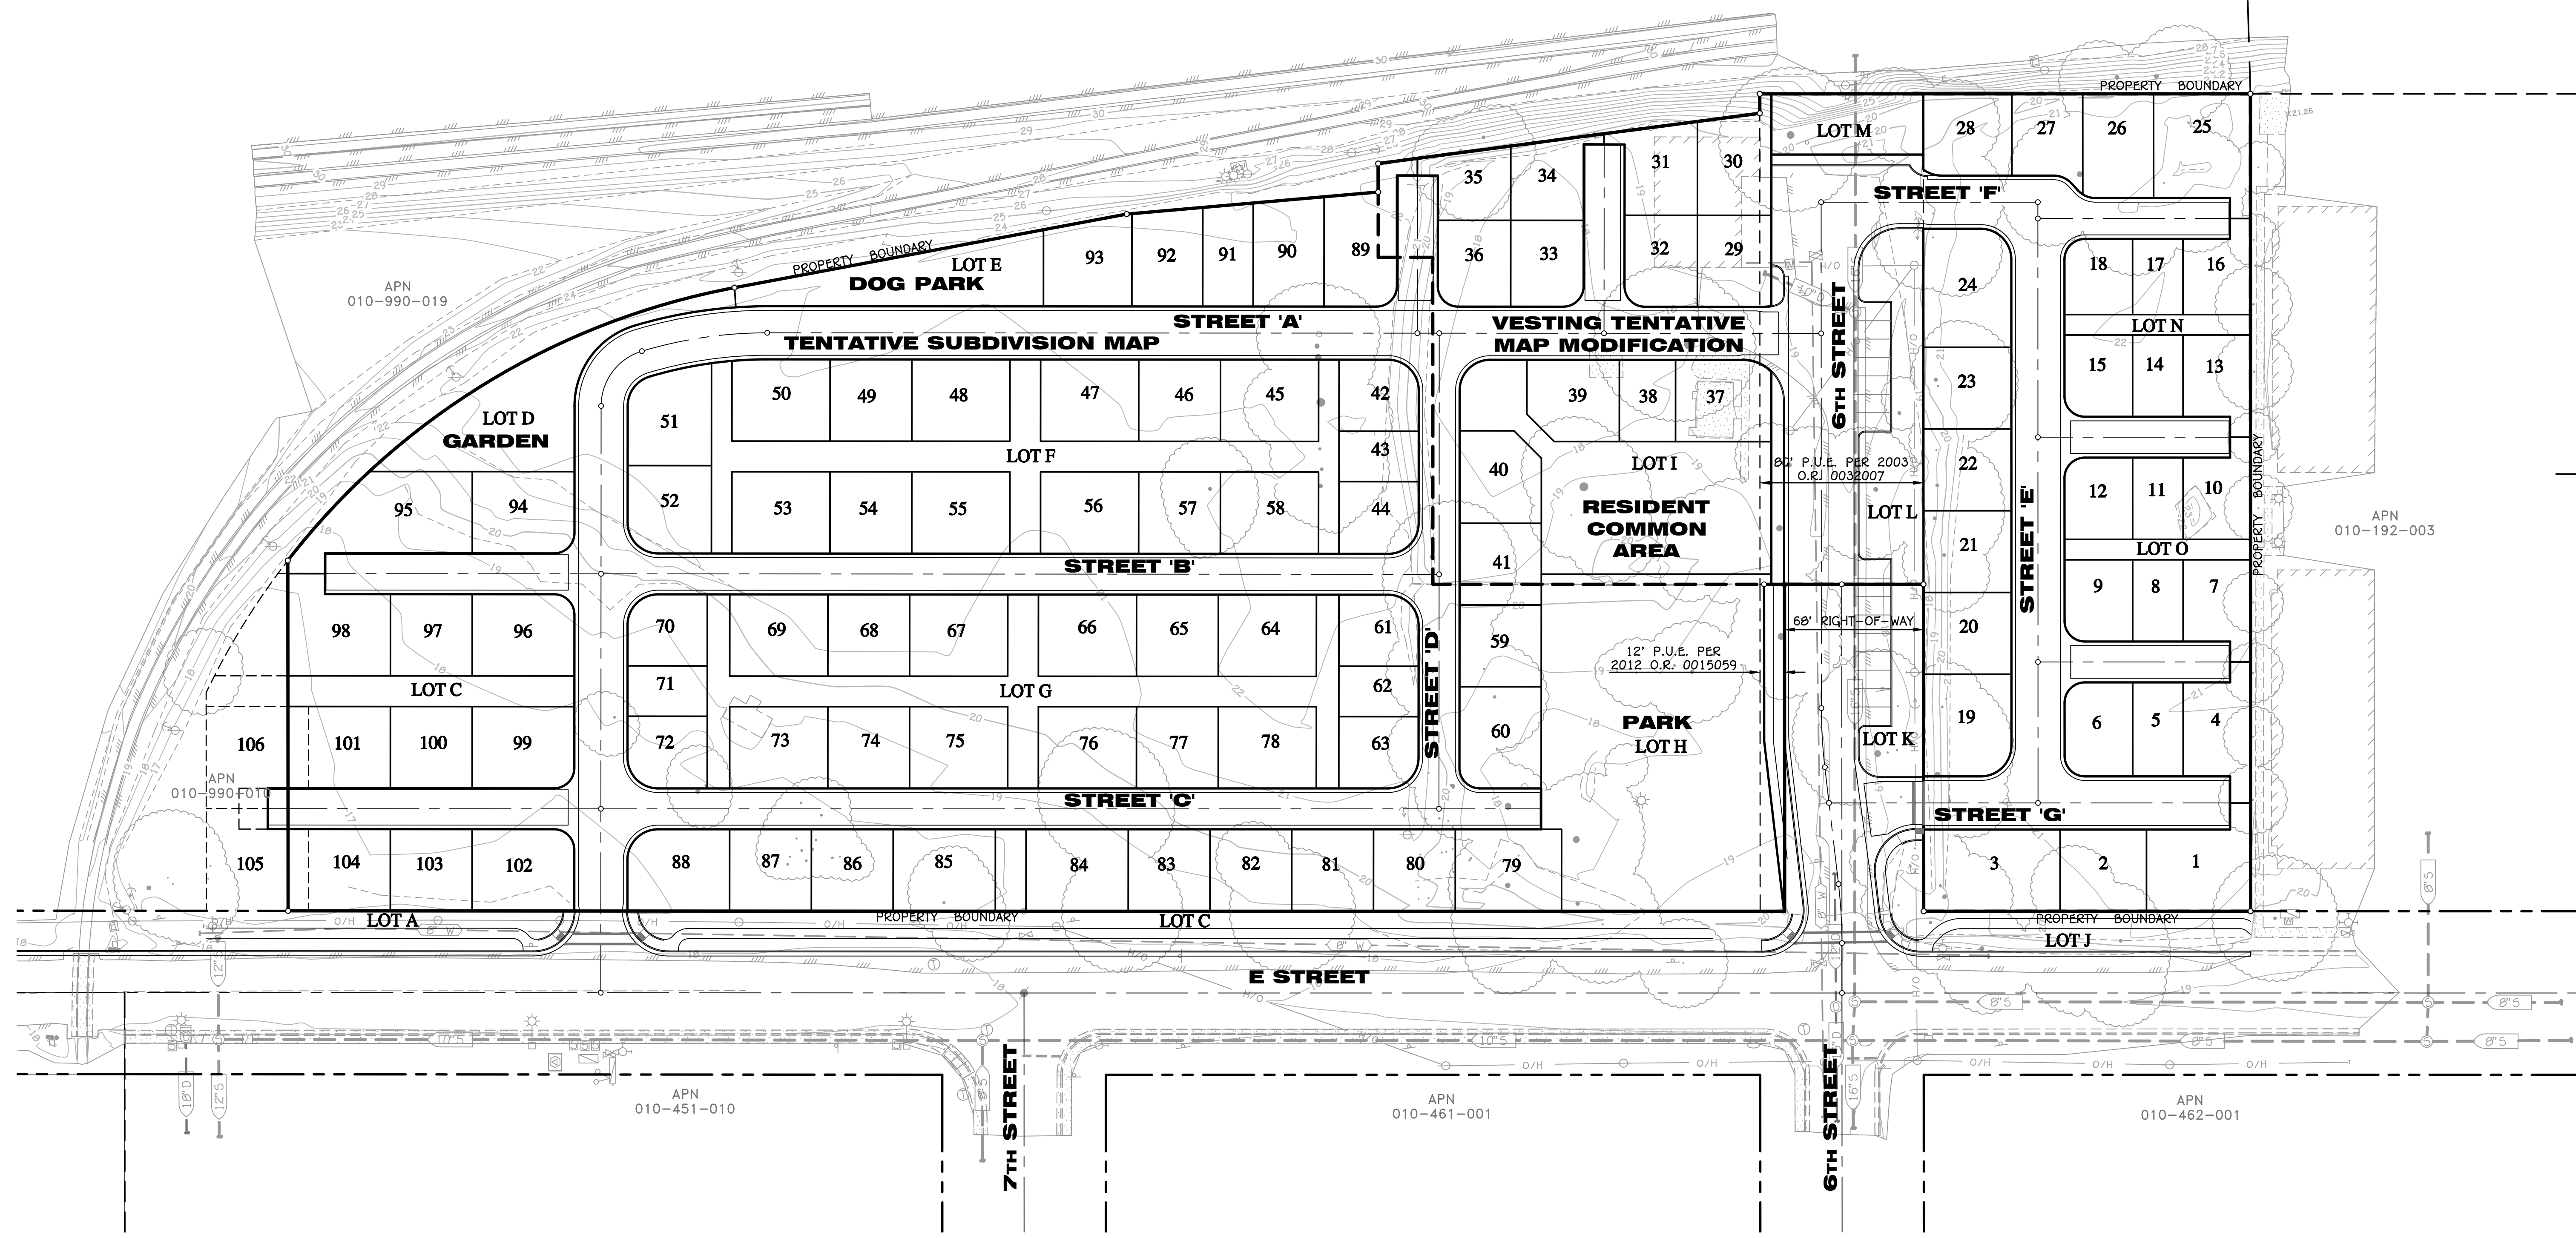 PROPERTY BOUNDARY
LOT M
28
27
26
25
STREET 'F'
35
34
31
30
36
33
32
29
93
92
91
90
89
PROPERTY BOUNDARY
LOT E
DOG PARK
APN
010-990-019
STREET 'A'
TENTATIVE SUBDIVISION MAP
VESTING TENTATIVE
MAP MODIFICATION
6TH STREET
24
18
17
16
LOT N
23
15
14
13
51
50
49
48
47
46
45
42
39
38
37
LOT D
GARDEN
LOT F
43
40
LOT I
80' P.U.E. PER 2003
O.R. 0032007
22
95
94
52
53
54
55
56
57
58
44
RESIDENT
COMMON
AREA
LOT L
12
11
10
PROPERTY BOUNDARY
APN
010-192-003
STREET 'E'
21
LOT O
STREET 'B'
41
98
97
96
70
69
68
67
66
65
64
61
59
68' RIGHT-OF-WAY
20
9
8
7
12' P.U.E. PER
2012 O.R. 0015059
LOT C
71
LOT G
62
STREET 'D'
PARK
LOT H
19
6
5
4
106
101
100
99
72
73
74
75
76
77
78
63
60
LOT K
APN
010-990-010
STREET 'C'
STREET 'G'
105
104
103
102
88
87
86
85
84
83
82
81
80
79
3
2
1
LOT A
PROPERTY BOUNDARY
LOT C
PROPERTY BOUNDARY
LOT J
E STREET
7TH STREET
6TH STREET
APN
010-451-010
APN
010-461-001
APN
010-462-001